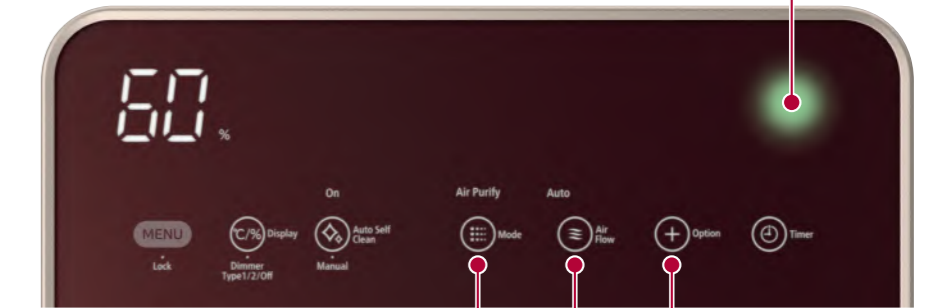 60 %
On
Air Purify
Auto
MENU
℃/% Display
Auto Self
Clean
Mode
Air
Flow
Option
Timer
Lock
Dimmer
Type1/2/Off
Manual